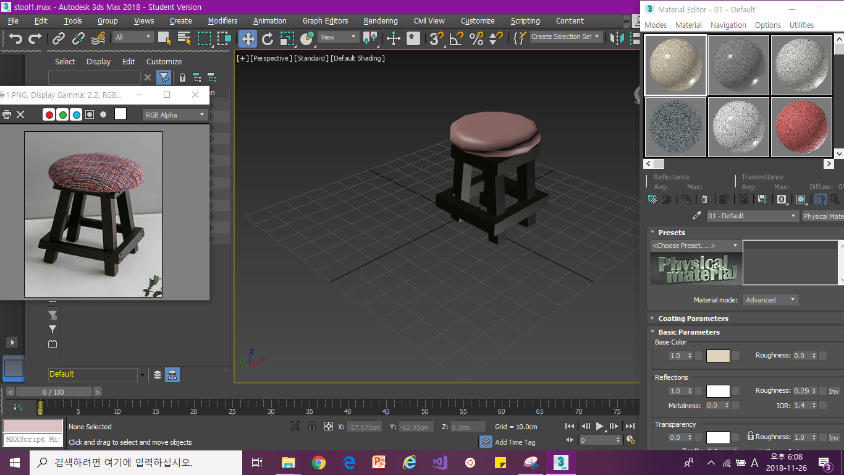 stool1.max - Autodesk 3ds Max 2018 - Student Version
File Edit Tools Group Views Create Modifiers Animation Graph Editors Rendering Civil View Customize Scripting Content
All View Create Selection Set
Select Display Edit Customize
1.PNG, Display Gamma: 2.2, RGB...
RGB Alpha
[+] [Perspective ] [Standard ] [Default Shading ]
Default
0 / 100
0 5 10 15 20 25 30 35 40 45 50 55 60 65 70 75
None Selected
X: -27.675cm Y: -62.95cm Z: 0.0cm Grid = 10.0cm
MAXScript Mi
Click and drag to select and move objects
Add Time Tag
0
Material Editor - 01 - Default
Modes Material Navigation Options Utilities
Reflectance Transmittance
Avg: Max: Avg: Max: Diffuse:
01 - Default Physical Mate
Presets
<Choose Preset....>
Physical material
Material mode: Advanced
Coating Parameters
Basic Parameters
Base Color
1.0 Roughness: 0.0
Reflections
1.0 Roughness: 0.250 Inv
Metalness: 0.0 IOR: 1.4
Transparency
0.0 Roughness: 1.0 Inv
검색하려면 여기에 입력하십시오.
A 오후 6:08
2018-11-26
3